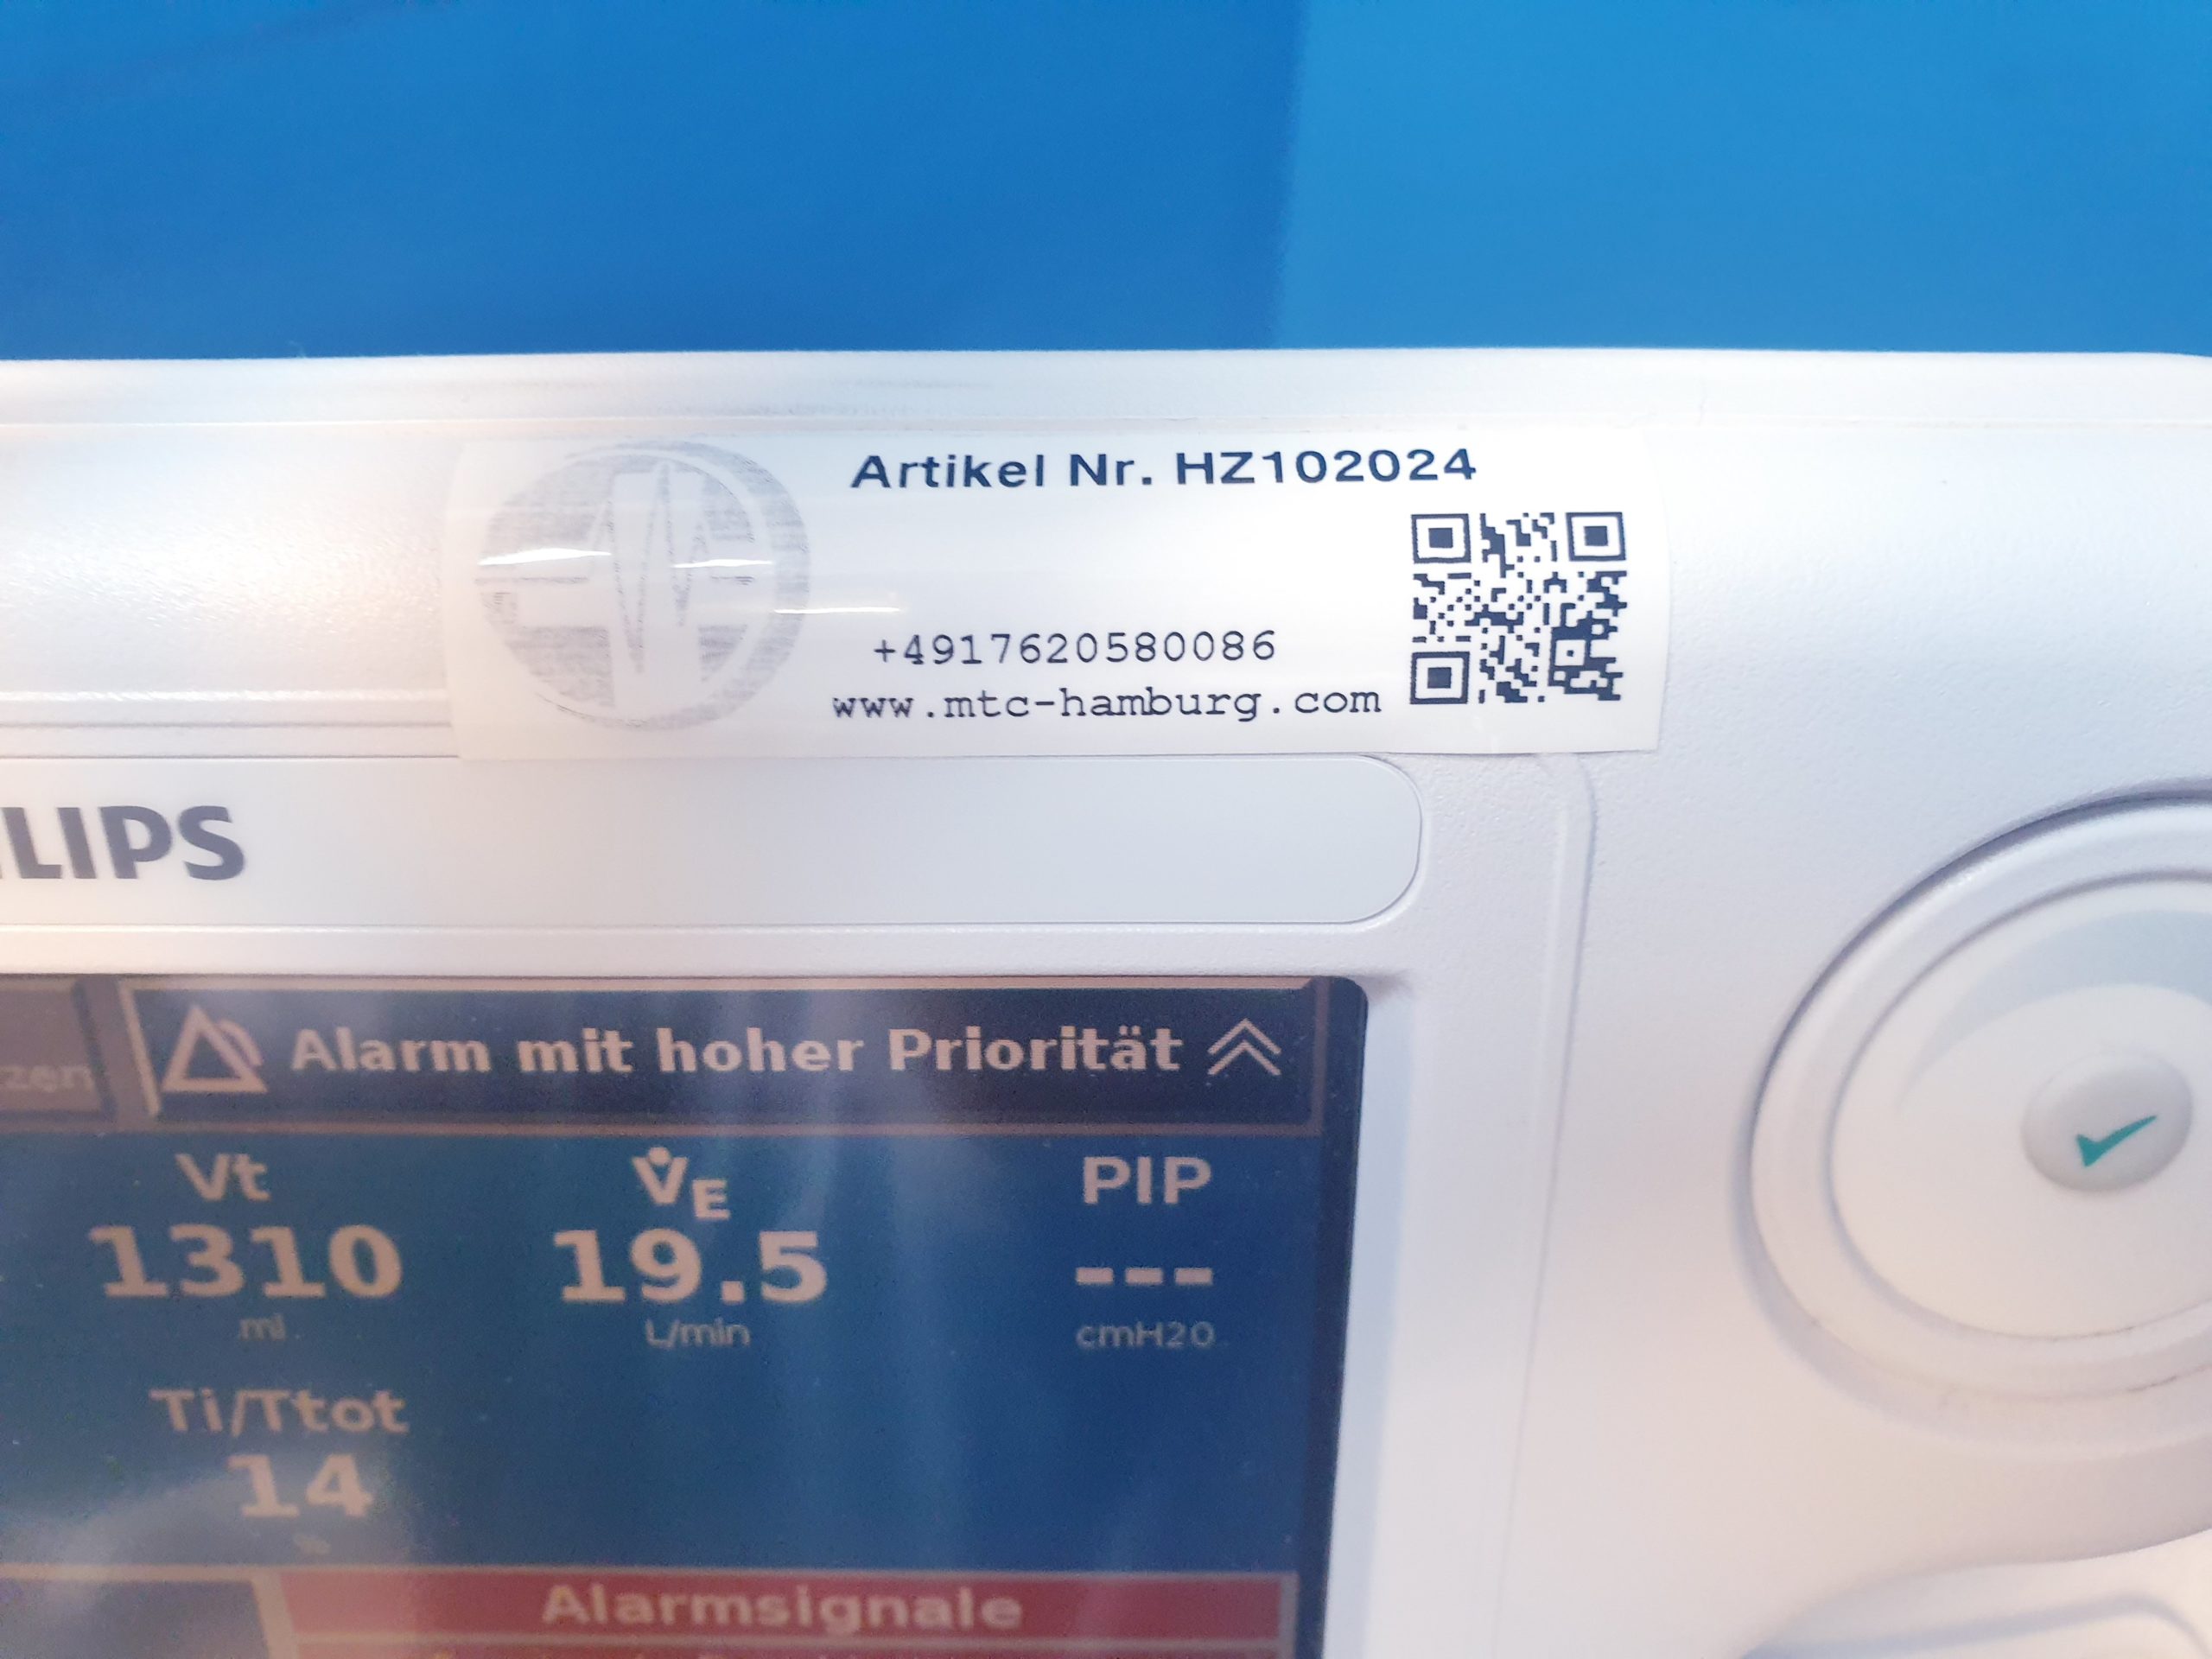 Artikel Nr. HZ102024
+4917620580086
www.mtc-hamburg.com
LIPS
zen
Alarm mit hoher Priorität
Vt V̇E PIP
1310 19.5 ---
ml L/min cmH2O
Ti/Ttot
14
%
Alarmsignale